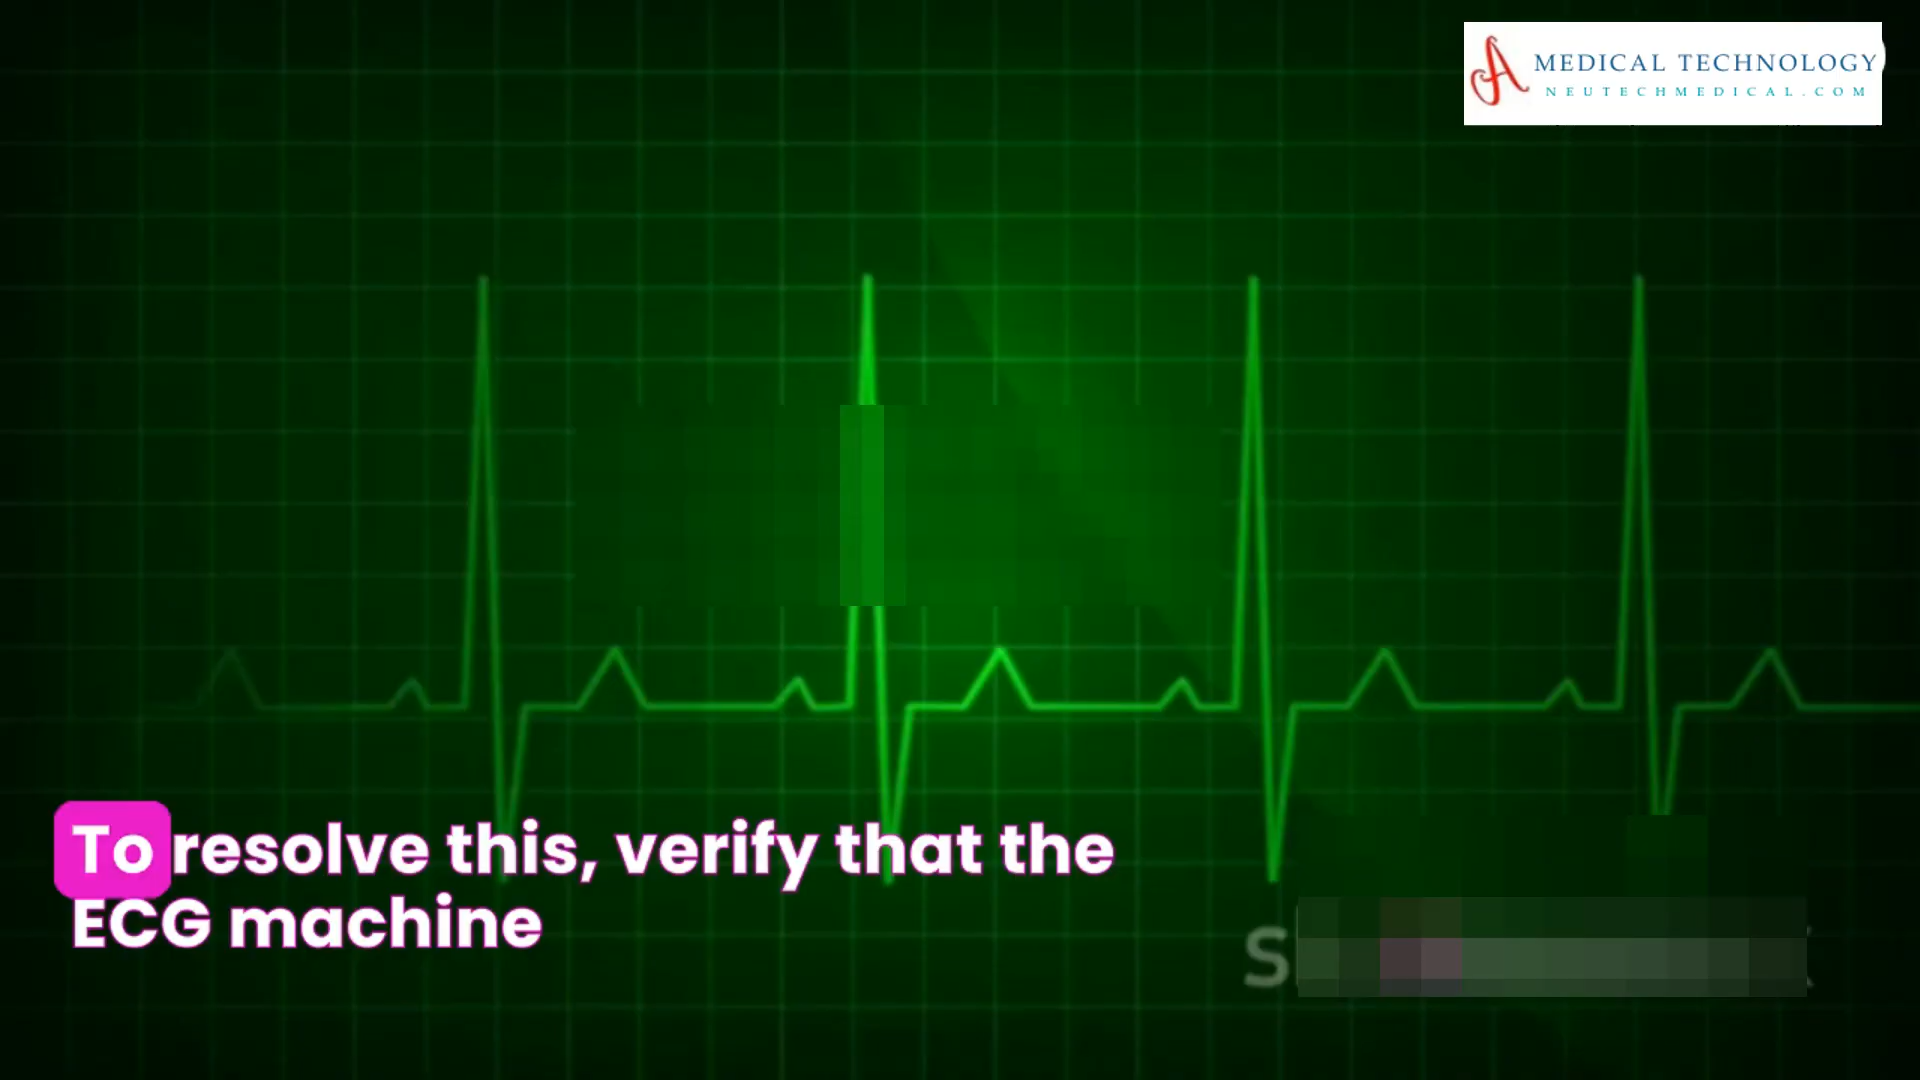 MEDICAL TECHNOLOGY
NEUTECHMEDICAL.COM
To resolve this, verify that the
ECG machine